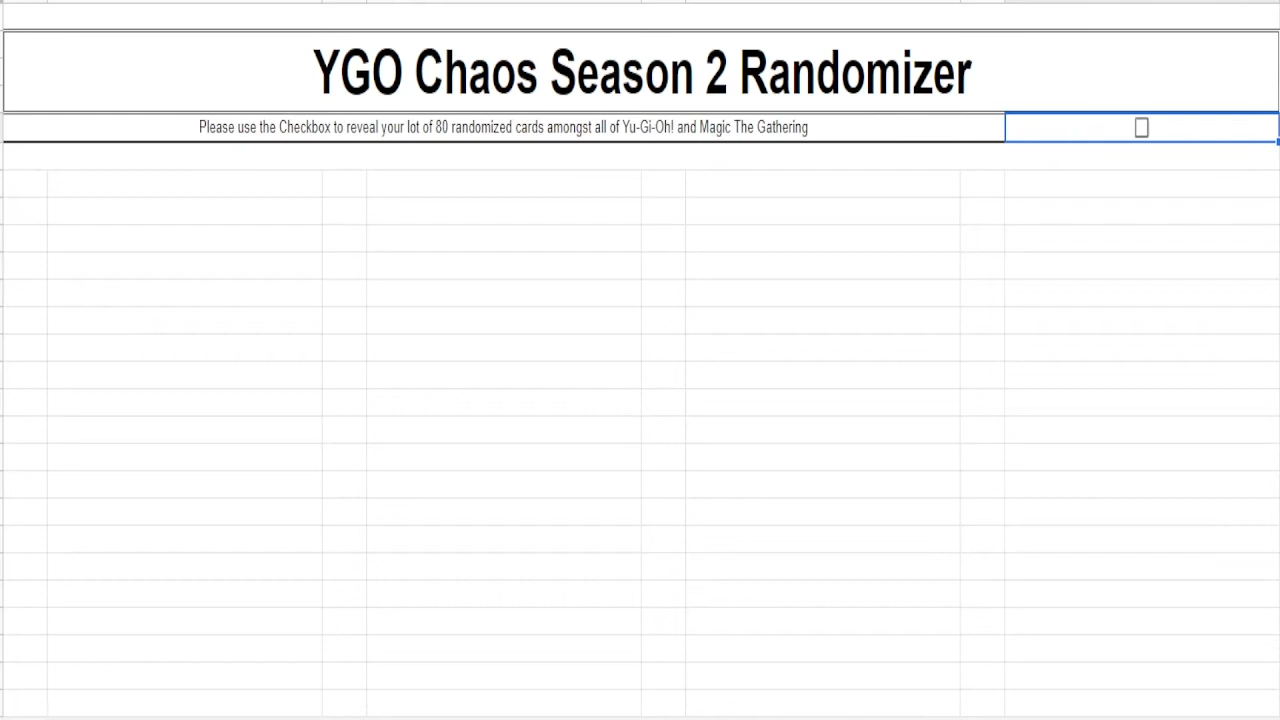 YGO Chaos Season 2 Randomizer
Please use the Checkbox to reveal your lot of 80 randomized cards amongst all of Yu-Gi-Oh! and Magic The Gathering